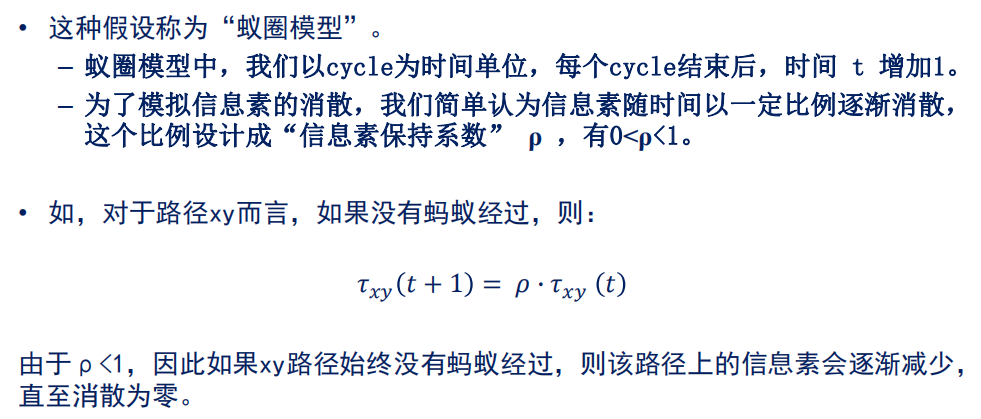 • 这种假设称为“蚁圈模型”。
– 蚁圈模型中，我们以cycle为时间单位，每个cycle结束后，时间 t 增加1。
– 为了模拟信息素的消散，我们简单认为信息素随时间以一定比例逐渐消散，
这个比例设计成“信息素保持系数” ρ ，有0<ρ<1。
• 如，对于路径xy而言，如果没有蚂蚁经过，则：
τ_{xy}(t + 1) = ρ · τ_{xy} (t)
由于ρ<1，因此如果xy路径始终没有蚂蚁经过，则该路径上的信息素会逐渐减少，
直至消散为零。